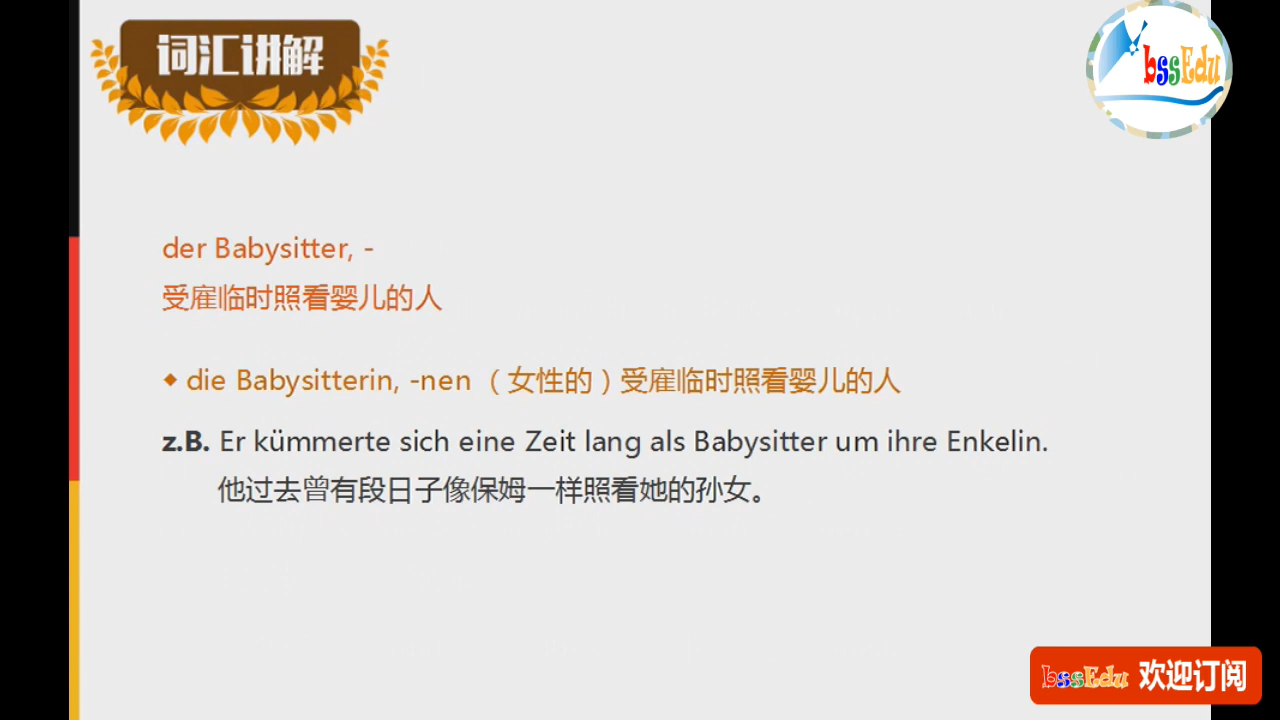 词汇讲解
bssEdu
der Babysitter, -
受雇临时照看婴儿的人
◆ die Babysitterin, -nen （女性的）受雇临时照看婴儿的人
z.B. Er kümmerte sich eine Zeit lang als Babysitter um ihre Enkelin.
他过去曾有段日子像保姆一样照看她的孙女。
bssEdu 欢迎订阅